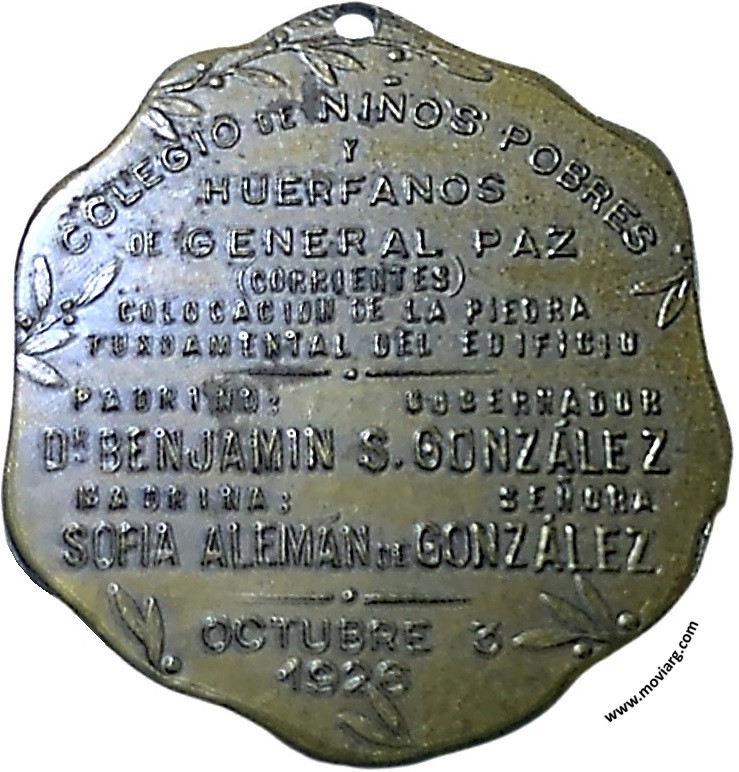 COLEGIO DE NIÑOS POBRES
Y
HUERFANOS
DE GENERAL PAZ
(CORRIENTES)
COLOCACION DE LA PIEDRA
FUNDAMENTAL DEL EDIFICIO
PADRINO: GOBERNADOR
DR BENJAMIN S. GONZÁLEZ
MADRINA: SEÑORA
SOFIA ALEMÁN DE GONZÁLEZ
OCTUBRE 3
www.moviarg.com